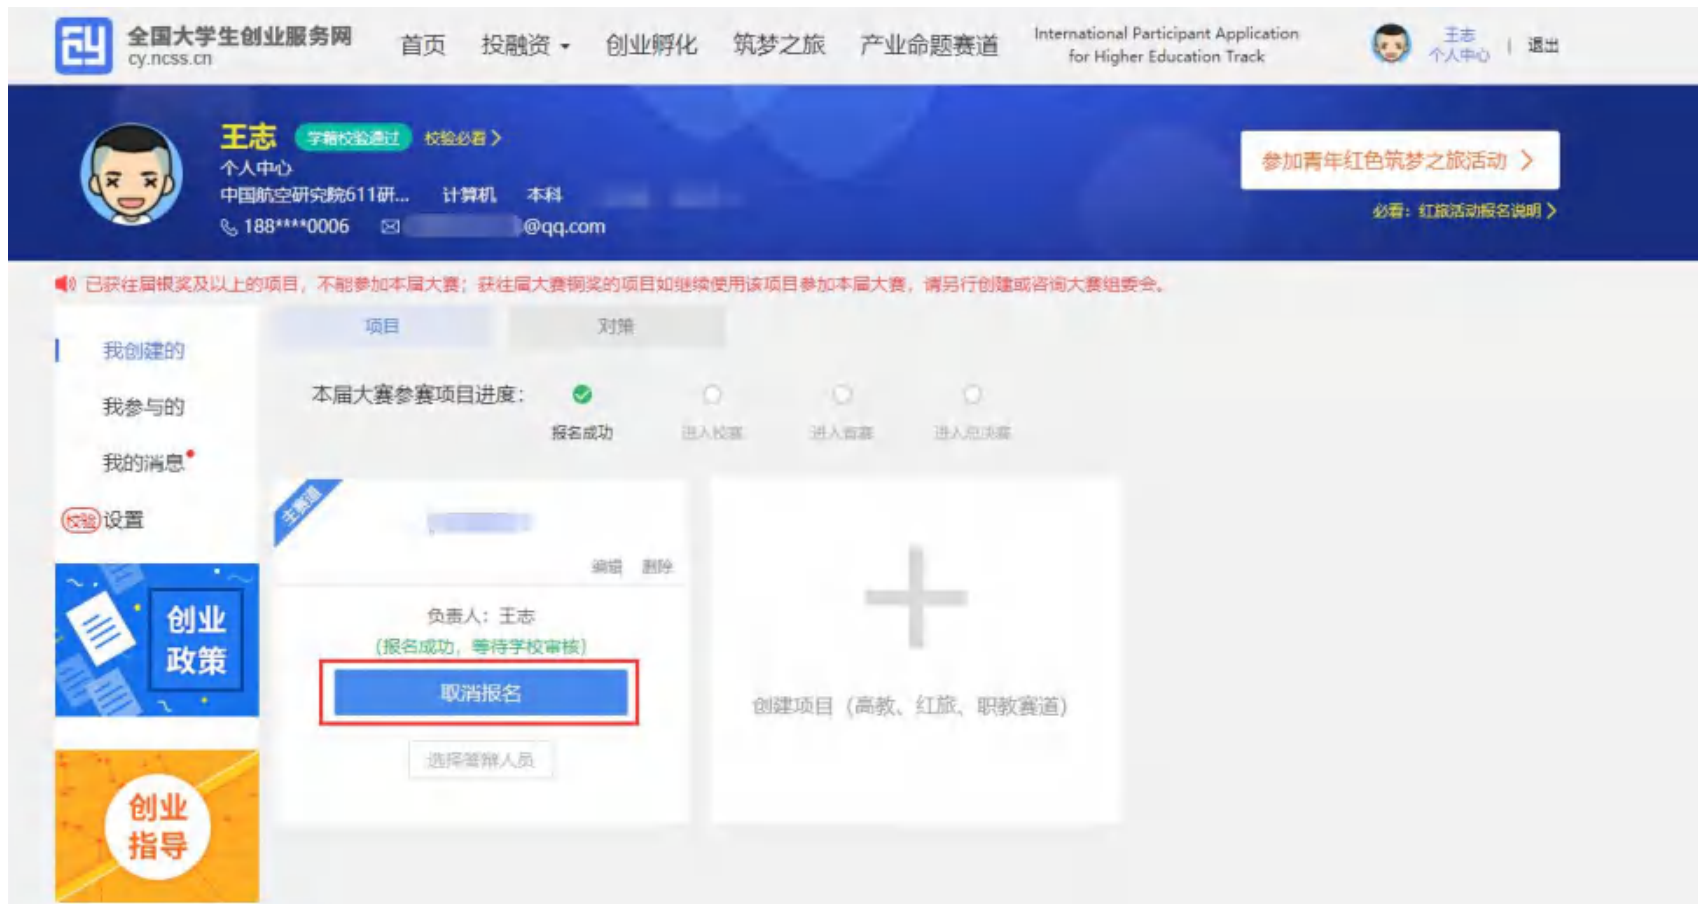 全国大学生创业服务网
cy.ncss.cn
首页 投融资 创业孵化 筑梦之旅 产业命题赛道
International Participant Application
for Higher Education Track
王志
个人中心
退出
王志 学籍校验通过 校验必看 >
个人中心
中国航空研究院611研... 计算机 本科
188****0006 @qq.com
参加青年红色筑梦之旅活动 >
必看：红旅活动报名说明 >
已获往届银奖及以上的项目，不能参加本届大赛；获往届大赛铜奖的项目如继续使用该项目参加本届大赛，请另行创建或咨询大赛组委会。
我创建的
我参与的
我的消息
校验 设置
创业
政策
创业
指导
项目 对策
本届大赛参赛项目进度：
报名成功 进入校赛 进入省赛 进入总决赛
主赛道
编辑 删除
负责人：王志
（报名成功，等待学校审核）
取消报名
选择答辩人员
创建项目（高教、红旅、职教赛道）